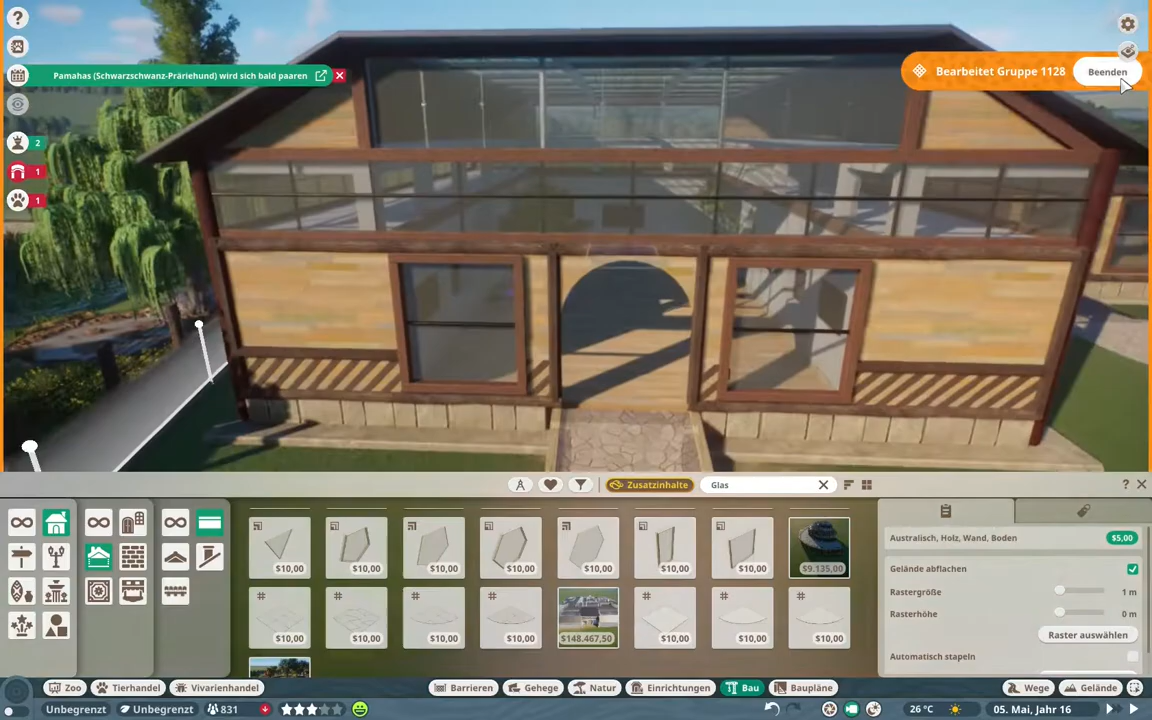 Pamahas (Schwarzschwanz-Präriehund) wird sich bald paaren
Bearbeitet Gruppe 1128
Beenden
2
1
1
Zusatzinhalte
Glas
$10,00
$10,00
$10,00
$10,00
$10,00
$10,00
$10,00
$9.135,00
$10,00
$10,00
$10,00
$10,00
$148.467,50
$10,00
$10,00
$10,00
Australisch, Holz, Wand, Boden
$5,00
Gelände abflachen
Rastergröße
1 m
Rasterhöhe
0 m
Raster auswählen
Automatisch stapeln
Zoo
Tierhandel
Vivarienhandel
Barrieren
Gehege
Natur
Einrichtungen
Bau
Baupläne
Wege
Gelände
Unbegrenzt
Unbegrenzt
831
26 °C
05. Mai, Jahr 16